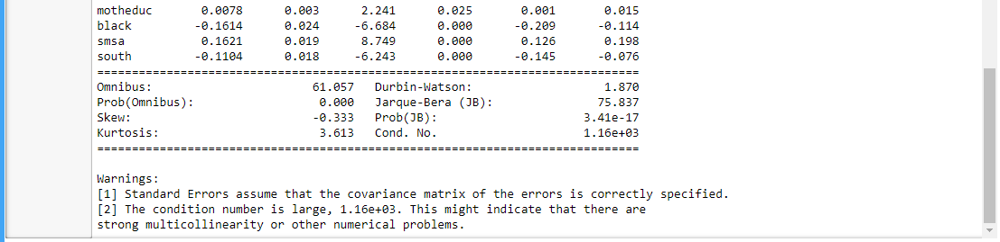 motheduc 0.0078 0.003 2.241 0.025 0.001 0.015
black -0.1614 0.024 -6.684 0.000 -0.209 -0.114
smsa 0.1621 0.019 8.749 0.000 0.126 0.198
south -0.1104 0.018 -6.243 0.000 -0.145 -0.076
==============================================================================
Omnibus: 61.057 Durbin-Watson: 1.870
Prob(Omnibus): 0.000 Jarque-Bera (JB): 75.837
Skew: -0.333 Prob(JB): 3.41e-17
Kurtosis: 3.613 Cond. No. 1.16e+03
==============================================================================
Warnings:
[1] Standard Errors assume that the covariance matrix of the errors is correctly specified.
[2] The condition number is large, 1.16e+03. This might indicate that there are
strong multicollinearity or other numerical problems.